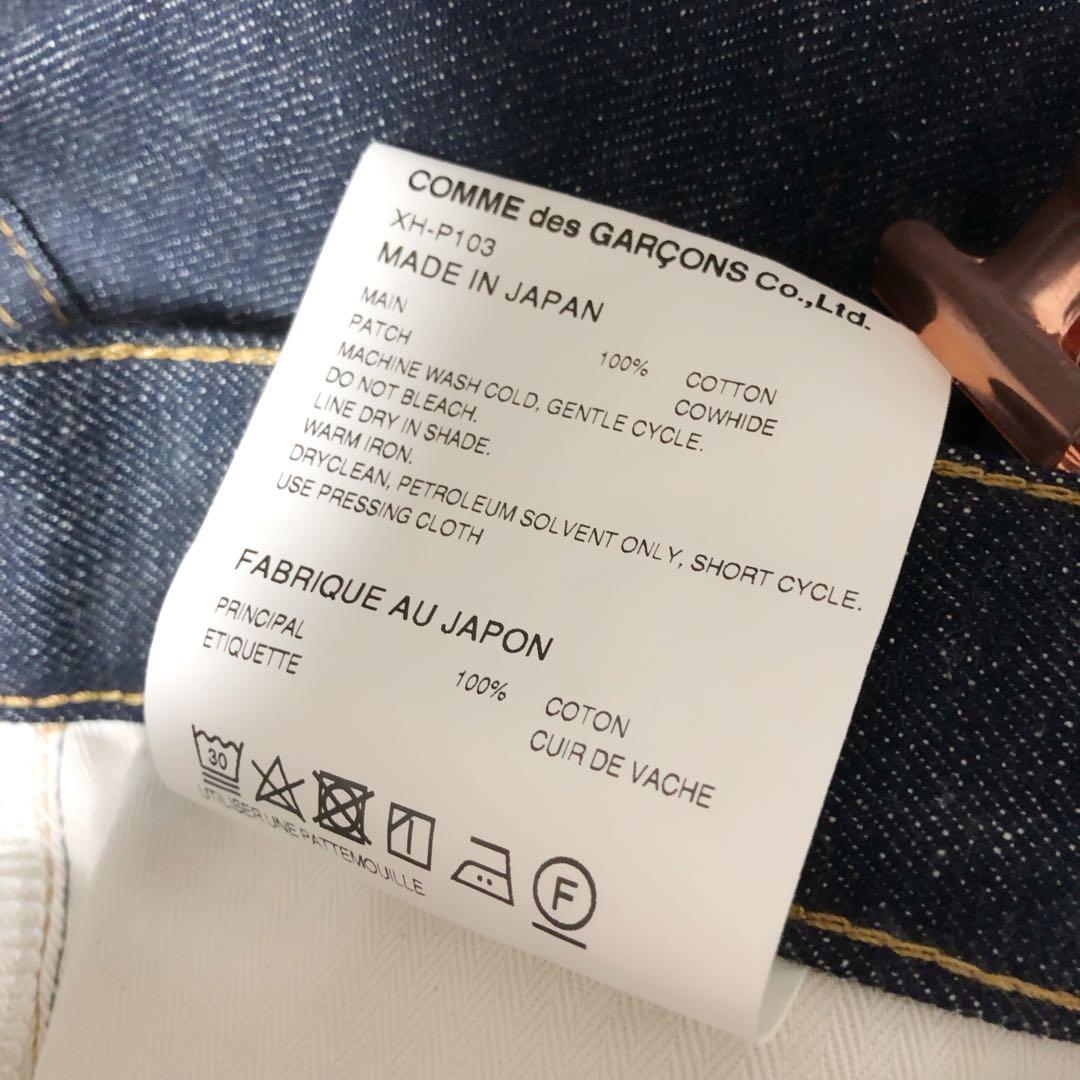 COMME des GARÇONS Co.,Ltd.
XH-P103
MADE IN JAPAN
MAIN 100% COTTON
PATCH COWHIDE
MACHINE WASH COLD, GENTLE CYCLE.
DO NOT BLEACH.
LINE DRY IN SHADE.
WARM IRON.
DRYCLEAN, PETROLEUM SOLVENT ONLY, SHORT CYCLE.
USE PRESSING CLOTH
FABRIQUE AU JAPON
PRINCIPAL 100% COTON
ETIQUETTE CUIR DE VACHE
30 F
UTILISER UNE PATTEMOUILLE